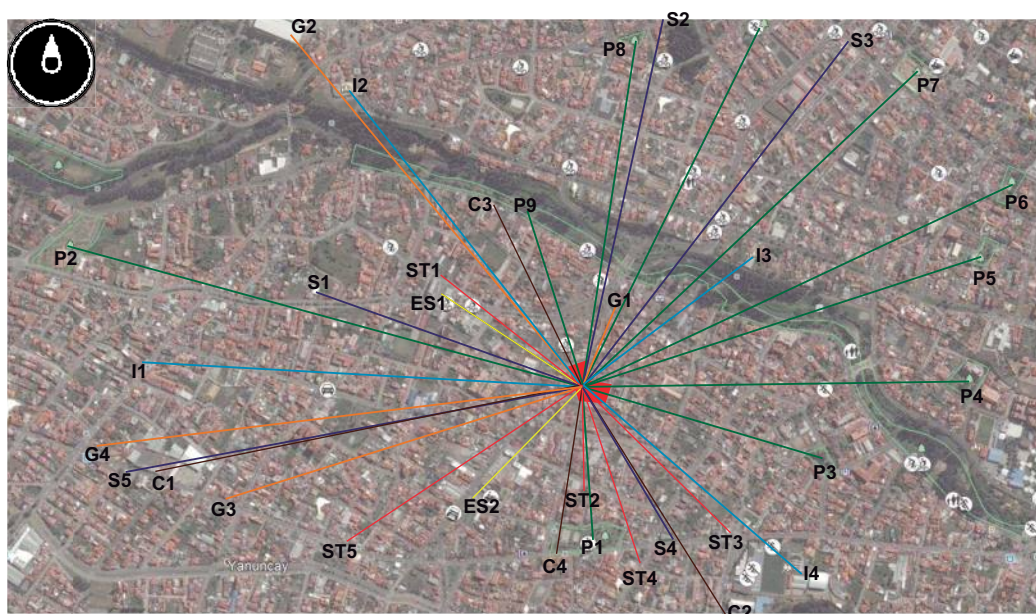 G2
S2
S3
P8
P7
I2
P6
C3
P9
P2
I3
P5
ST1
S1
ES1
G1
I1
P4
G4
P3
S5
C1
G3
ES2
ST2
ST5
P1
S4
ST3
C4
ST4
I4
Yanuncay
C2